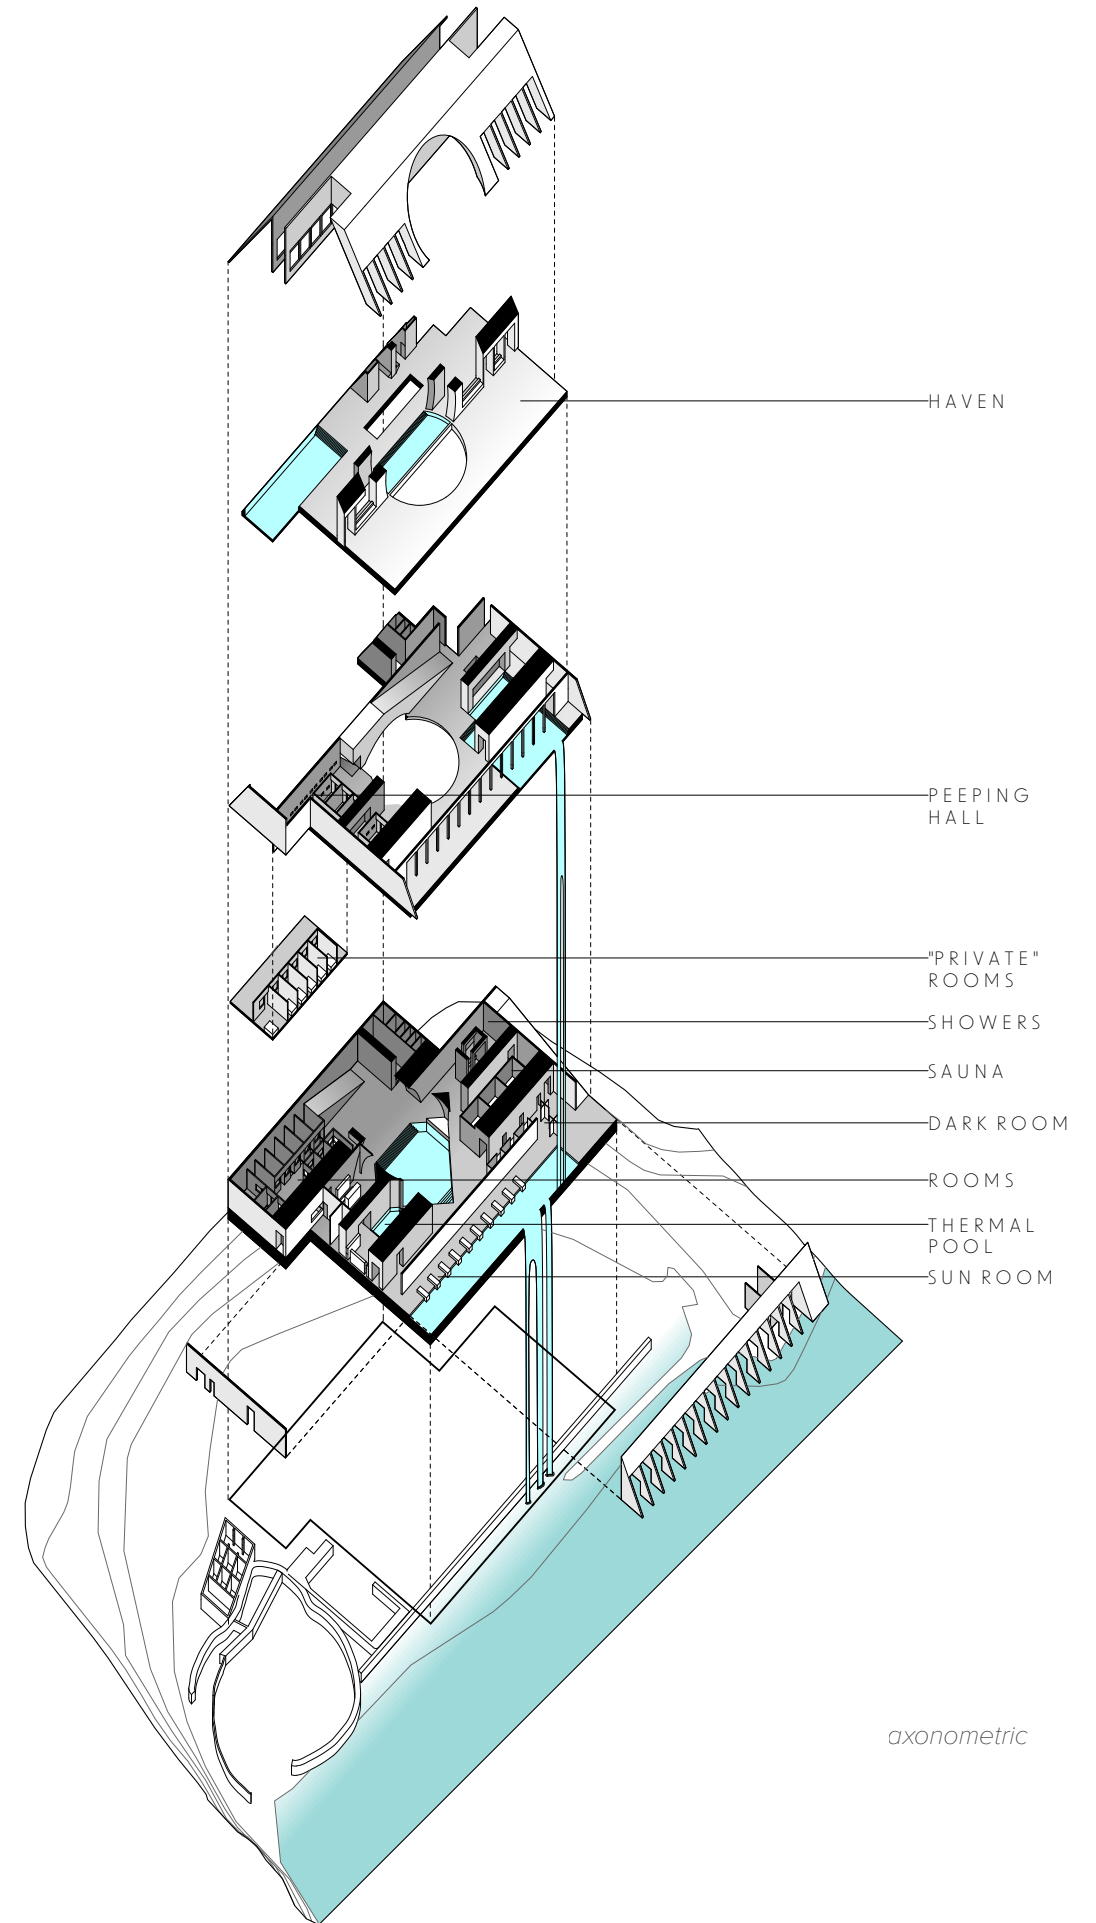 HAVEN
PEEPING
HALL
"PRIVATE"
ROOMS
SHOWERS
SAUNA
DARK ROOM
ROOMS
THERMAL
POOL
SUN ROOM
axonometric